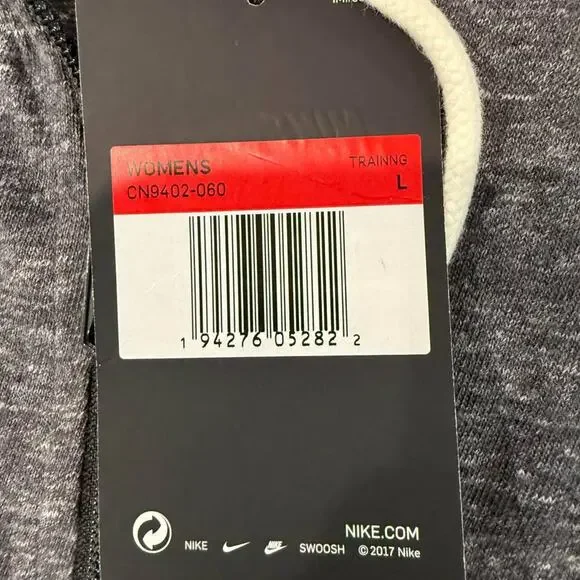 WOMENS TRAINNG
CN9402-060 L
1 94276 05282 2
NIKE.COM
NIKE SWOOSH © 2017 Nike